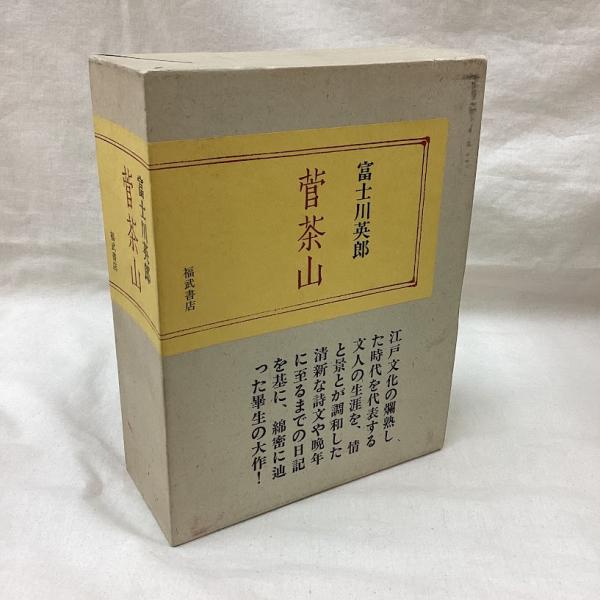 富士川英郎
菅茶山
福武書店
江戸文化の爛熟し
た時代を代表する
文人の生涯を、情
と景とが調和した
清新な詩文や晩年
に至るまでの日記
を基に、綿密に辿
った畢生の大作！
富士川英郎
菅茶山
福武書店